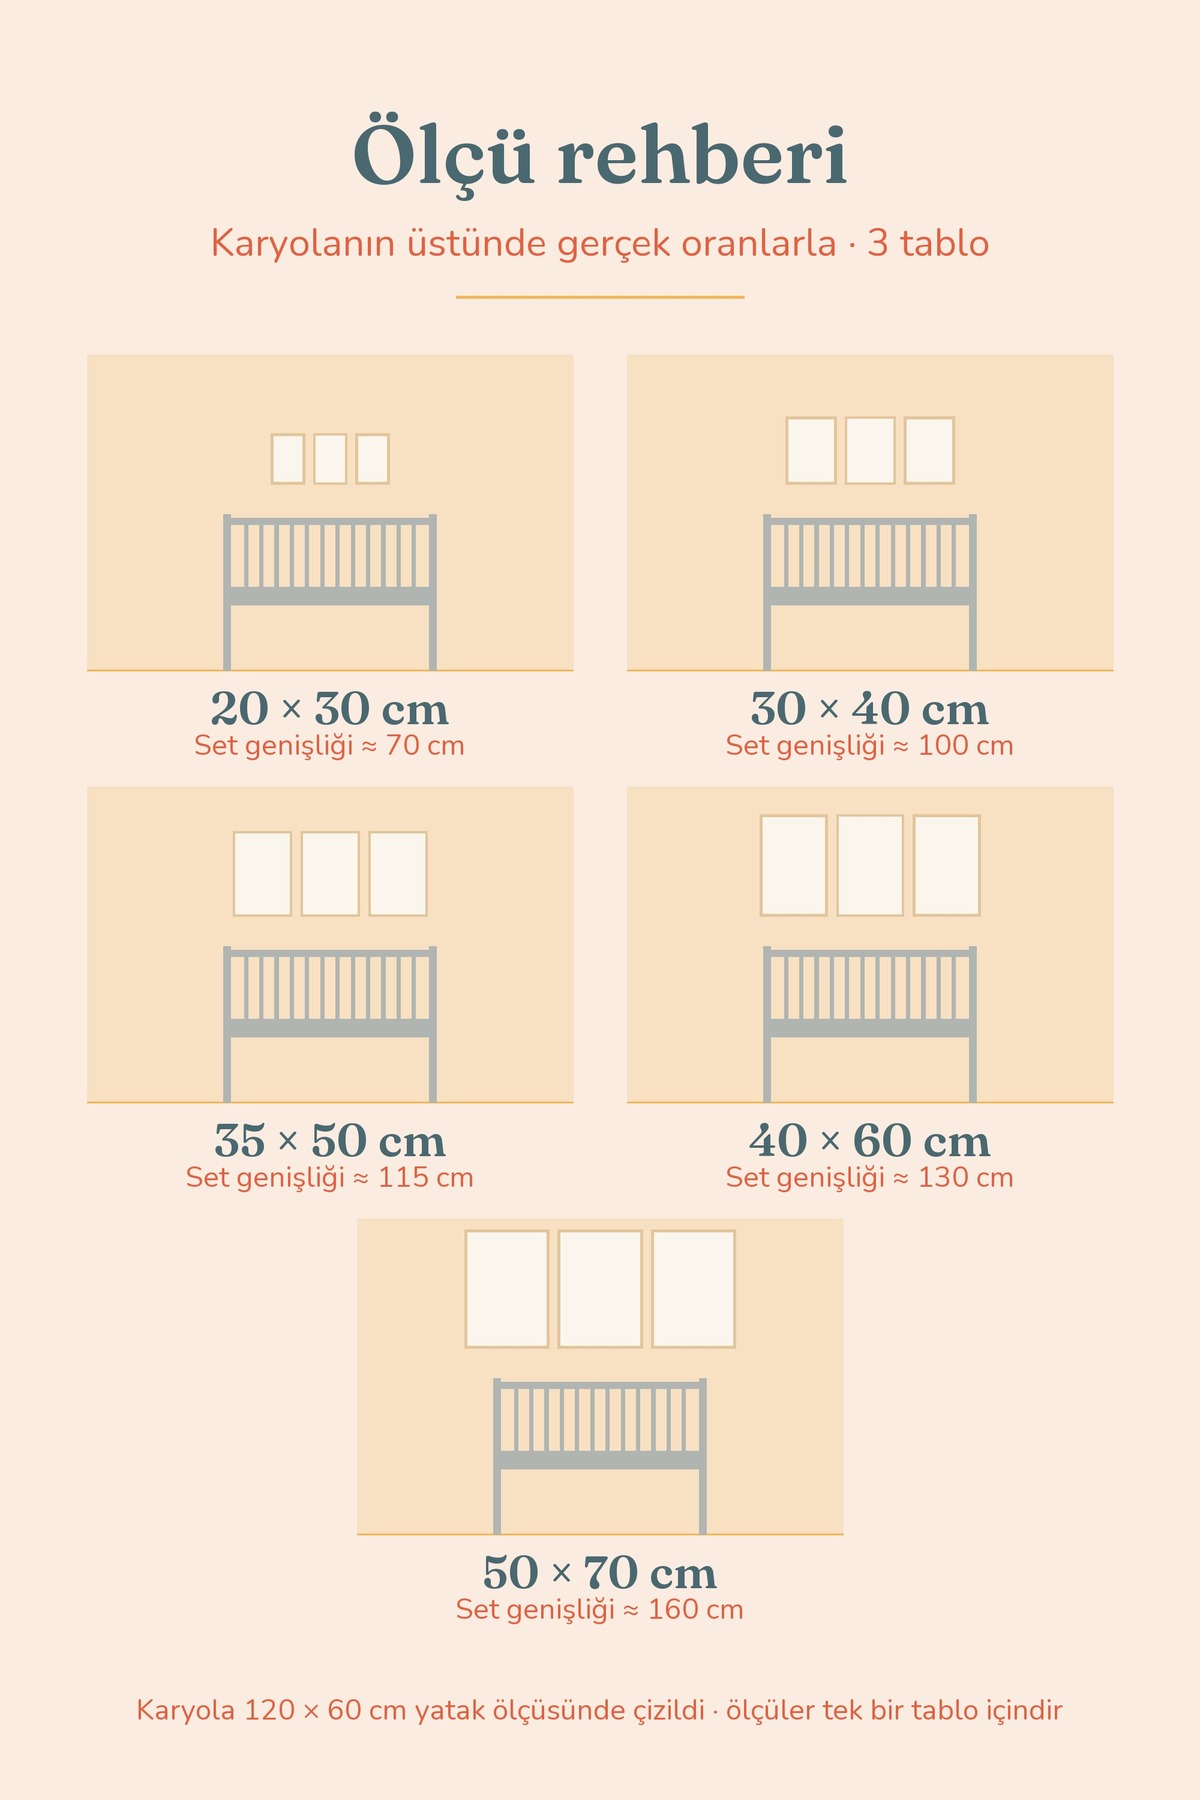 Ölçü rehberi
Karyolanın üstünde gerçek oranlarla · 3 tablo
20 × 30 cm
Set genişliği ≈ 70 cm
30 × 40 cm
Set genişliği ≈ 100 cm
35 × 50 cm
Set genişliği ≈ 115 cm
40 × 60 cm
Set genişliği ≈ 130 cm
50 × 70 cm
Set genişliği ≈ 160 cm
Karyola 120 × 60 cm yatak ölçüsünde çizildi · ölçüler tek bir tablo içindir